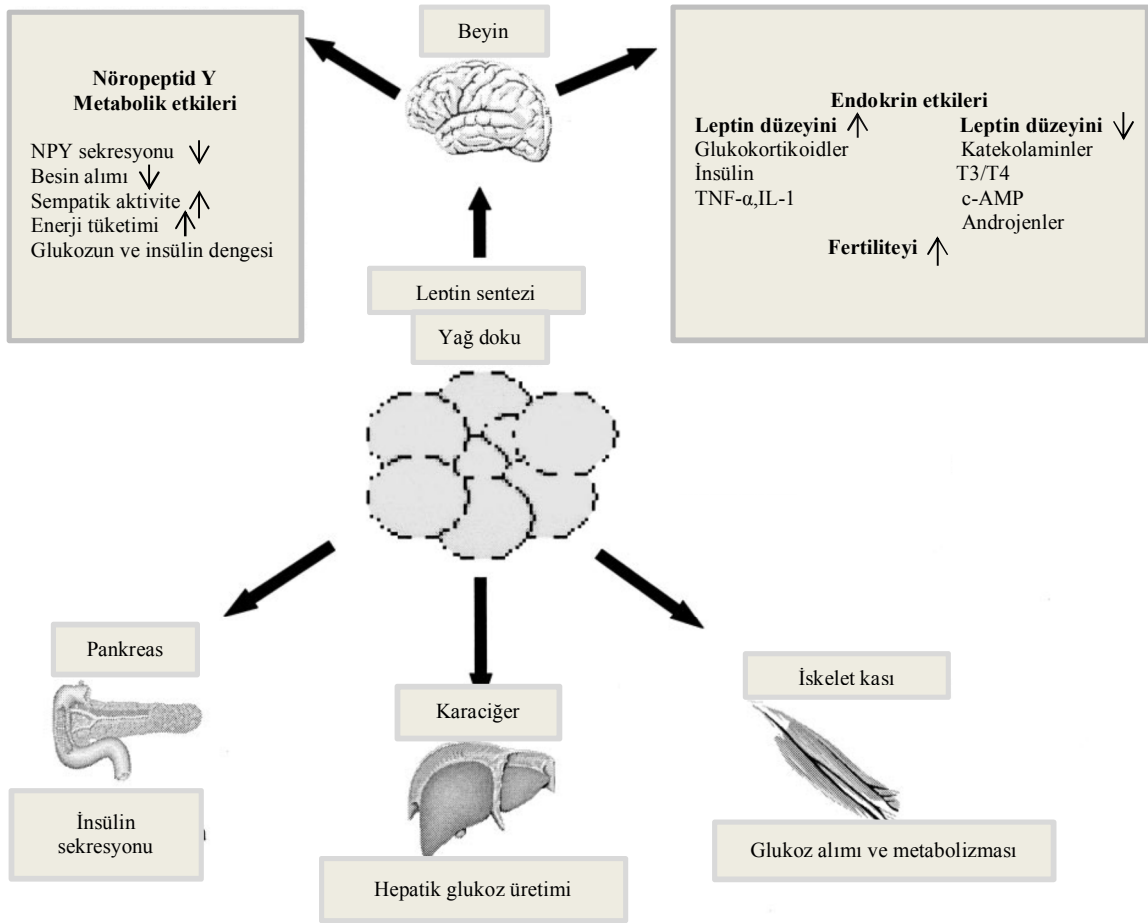 Beyin
Nöropeptid Y
Metabolik etkileri
NPY sekresyonu ↓
Besin alımı ↓
Sempatik aktivite ↑
Enerji tüketimi ↑
Glukozun ve insülin dengesi
Endokrin etkileri
Leptin düzeyini ↑ Leptin düzeyini ↓
Glukokortikoidler Katekolaminler
İnsülin T3/T4
TNF-α,IL-1 c-AMP
Androjenler
Fertiliteyi ↑
Leptin sentezi
Yağ doku
Pankreas
İnsülin
sekresyonu
Karaciğer
Hepatik glukoz üretimi
İskelet kası
Glukoz alımı ve metabolizması